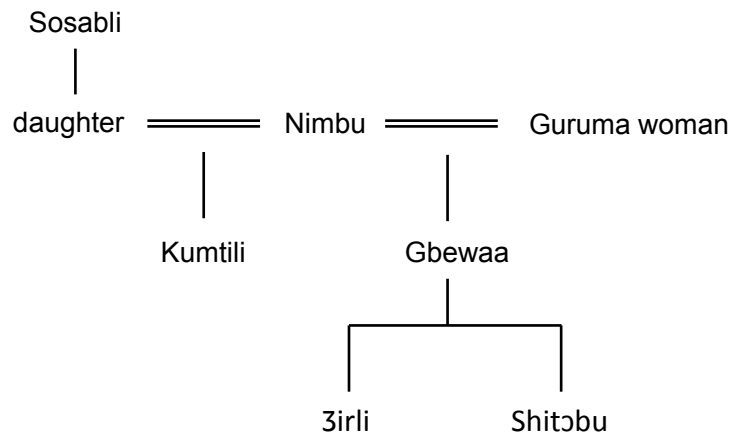 Sosabli
daughter Nimbu Guruma woman
Kumtili Gbewaa
Ʒirli Shitɔbu